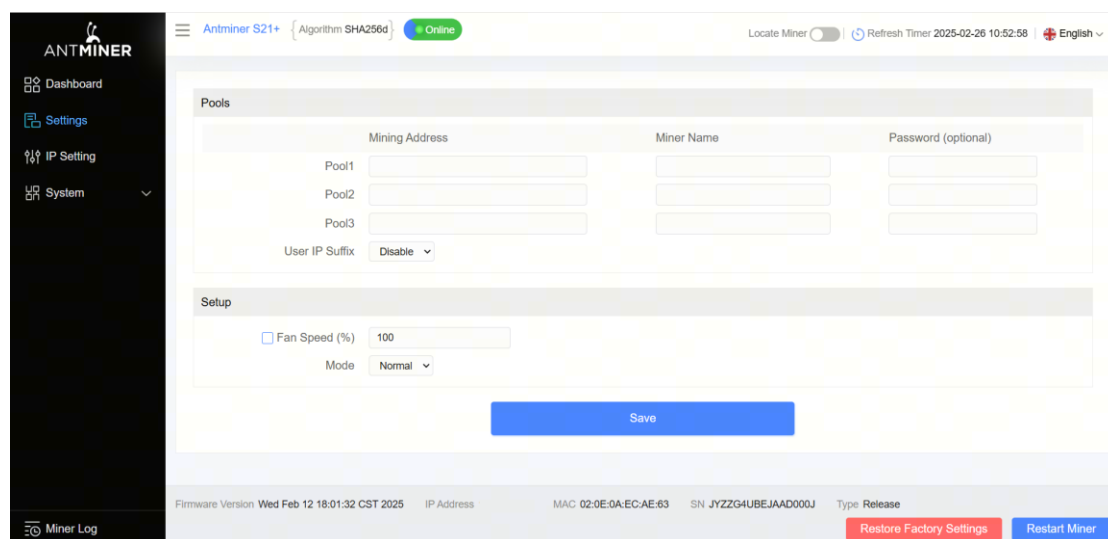 ANTMINER
Dashboard
Settings
IP Setting
System
Miner Log
Antminer S21+ { Algorithm SHA256d } Online
Locate Miner Refresh Timer 2025-02-26 10:52:58 English
Pools
Mining Address Miner Name Password (optional)
Pool1
Pool2
Pool3
User IP Suffix Disable
Setup
Fan Speed (%) 100
Mode Normal
Save
Firmware Version Wed Feb 12 18:01:32 CST 2025 IP Address MAC 02:0E:0A:EC:AE:63 SN JYZZG4UBEJAAD000J Type Release
Restore Factory Settings Restart Miner